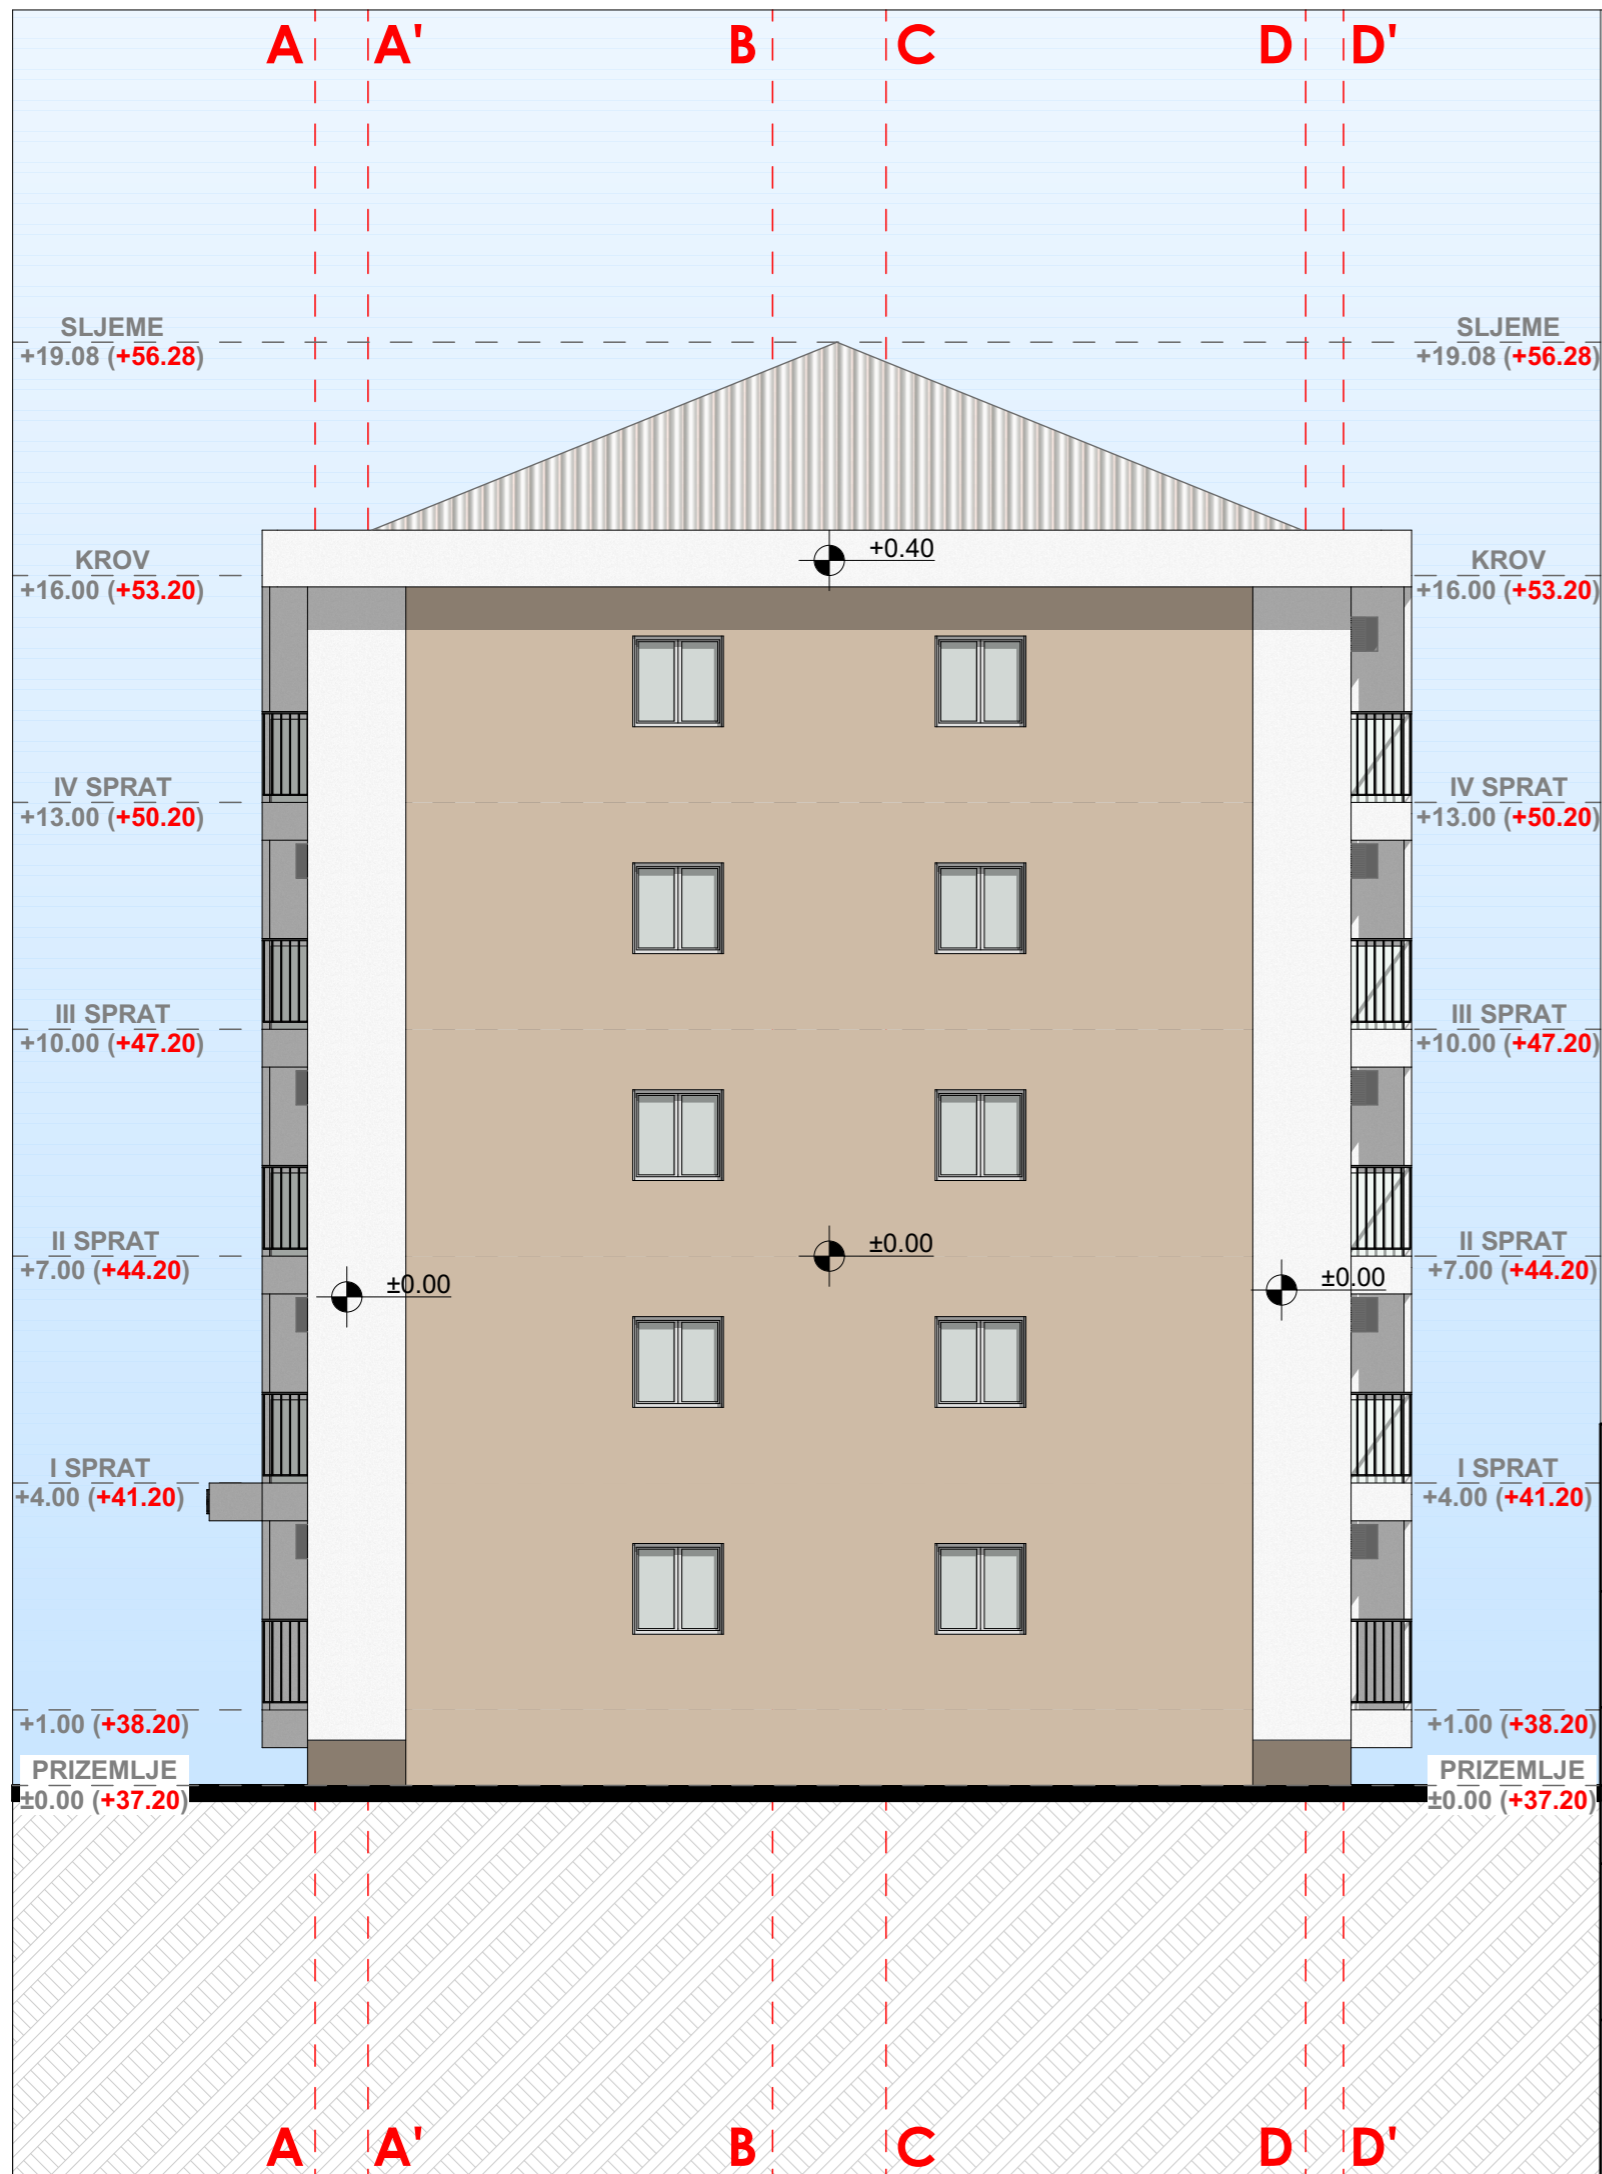 A A' B C D D'
SLJEME SLJEME
+19.08 (+56.28) +19.08 (+56.28)
+0.40
KROV KROV
+16.00 (+53.20) +16.00 (+53.20)
IV SPRAT IV SPRAT
+13.00 (+50.20) +13.00 (+50.20)
III SPRAT III SPRAT
+10.00 (+47.20) +10.00 (+47.20)
II SPRAT ±0.00 II SPRAT
+7.00 (+44.20) +7.00 (+44.20)
±0.00 ±0.00
I SPRAT I SPRAT
+4.00 (+41.20) +4.00 (+41.20)
+1.00 (+38.20) +1.00 (+38.20)
PRIZEMLJE PRIZEMLJE
±0.00 (+37.20) ±0.00 (+37.20)
A A' B C D D'